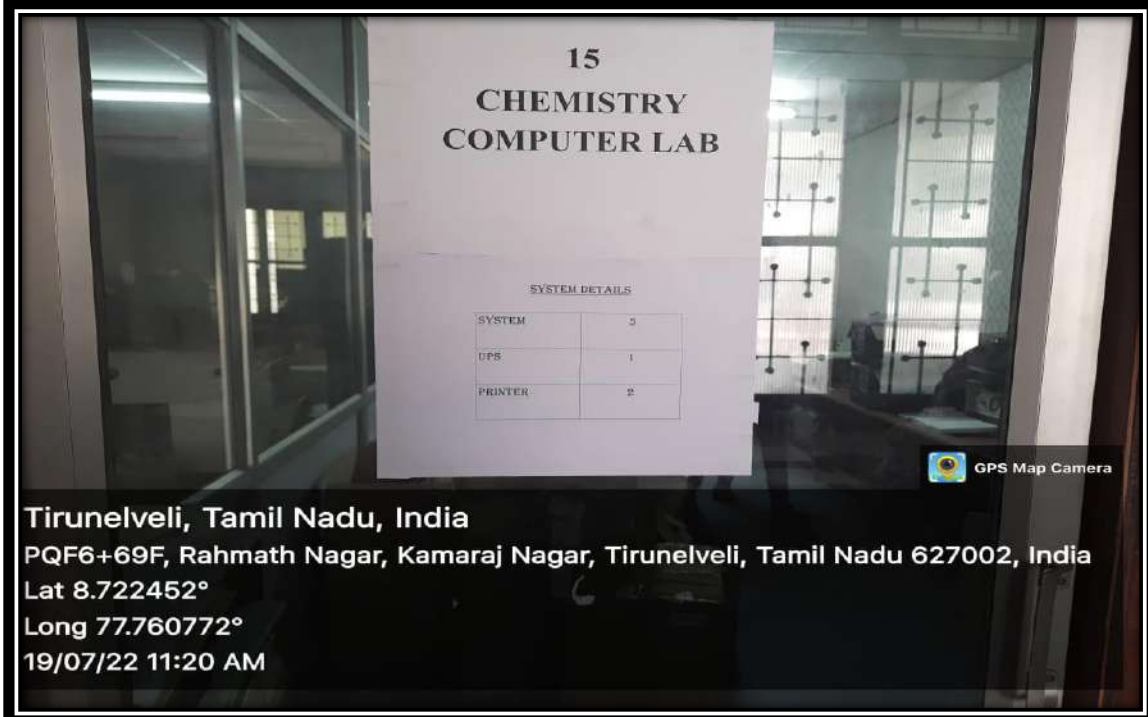 15
CHEMISTRY
COMPUTER LAB
SYSTEM DETAILS
SYSTEM 5
UPS 1
PRINTER 2
GPS Map Camera
Tirunelveli, Tamil Nadu, India
PQF6+69F, Rahmath Nagar, Kamaraj Nagar, Tirunelveli, Tamil Nadu 627002, India
Lat 8.722452°
Long 77.760772°
19/07/22 11:20 AM